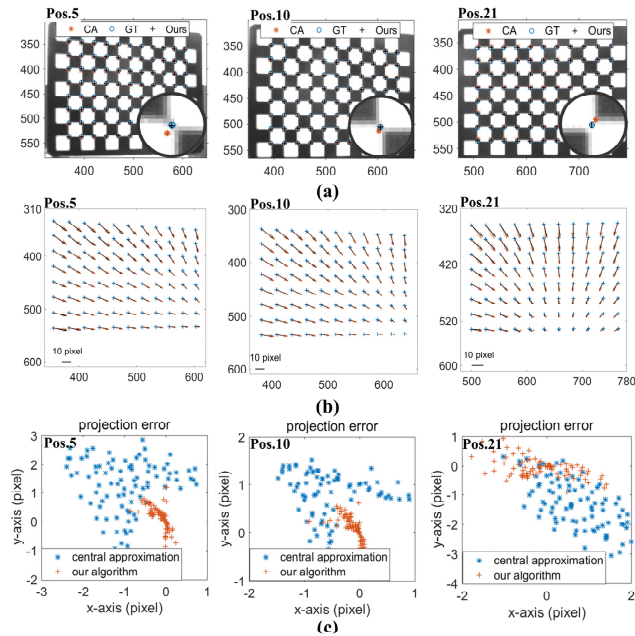 Pos.5
CA GT Ours
350
400
450
500
550
400 500 600
Pos.10
CA GT Ours
350
400
450
500
550
400 500 600
Pos.21
CA GT Ours
350
400
450
500
550
600 700
(a)
Pos.5
310
400
500
600
10 pixel
400 500 600
Pos.10
300
400
500
600
10 pixel
400 500 600
Pos.21
320
400
500
600
10 pixel
500 600 700 780
(b)
projection error
Pos.5
3
2
1
0
-1
-2
y-axis (pixel)
central approximation
our algorithm
-3 -2 -1 0 1
x-axis (pixel)
projection error
Pos.10
2
1
0
-1
y-axis (pixel)
central approximation
our algorithm
-2 -1 0 1
x-axis (pixel)
projection error
Pos.21
1
0
-1
-2
-3
-4
y-axis (pixel)
central approximation
our algorithm
-2 -1 0 1 2
x-axis (pixel)
(c)